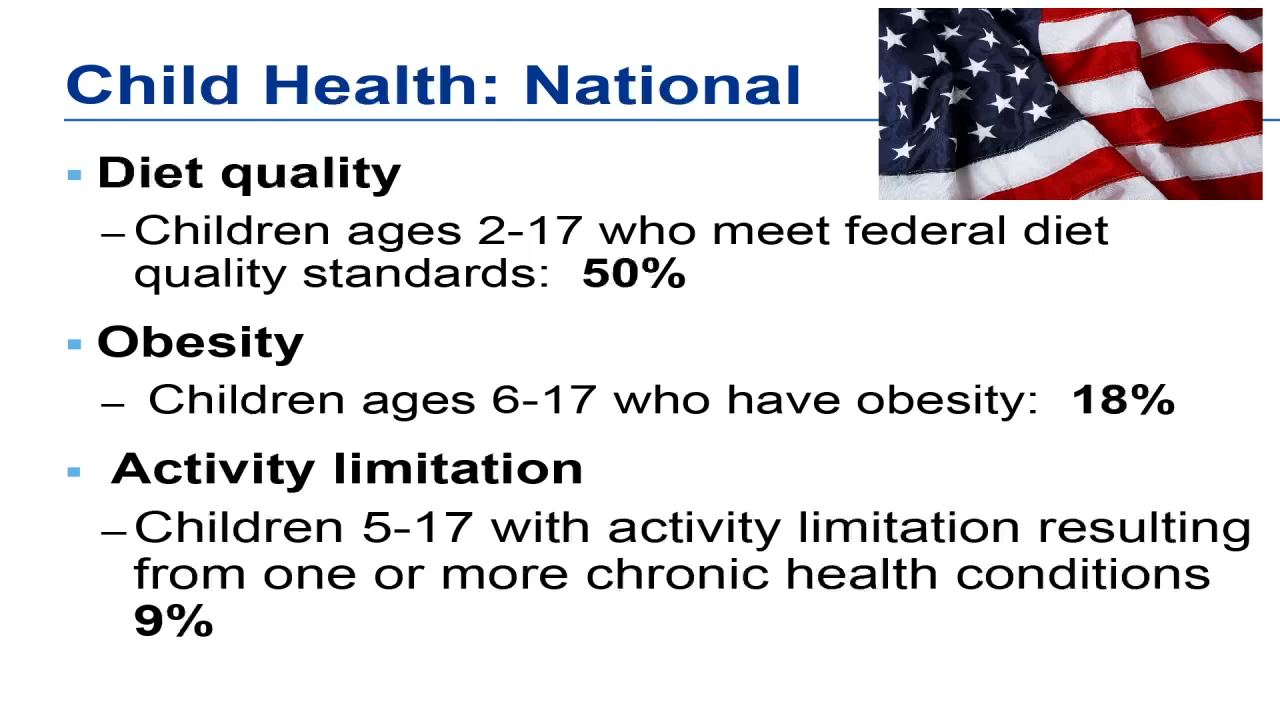 Child Health: National
▪ Diet quality
– Children ages 2-17 who meet federal diet
quality standards: 50%
▪ Obesity
– Children ages 6-17 who have obesity: 18%
▪ Activity limitation
– Children 5-17 with activity limitation resulting
from one or more chronic health conditions
9%